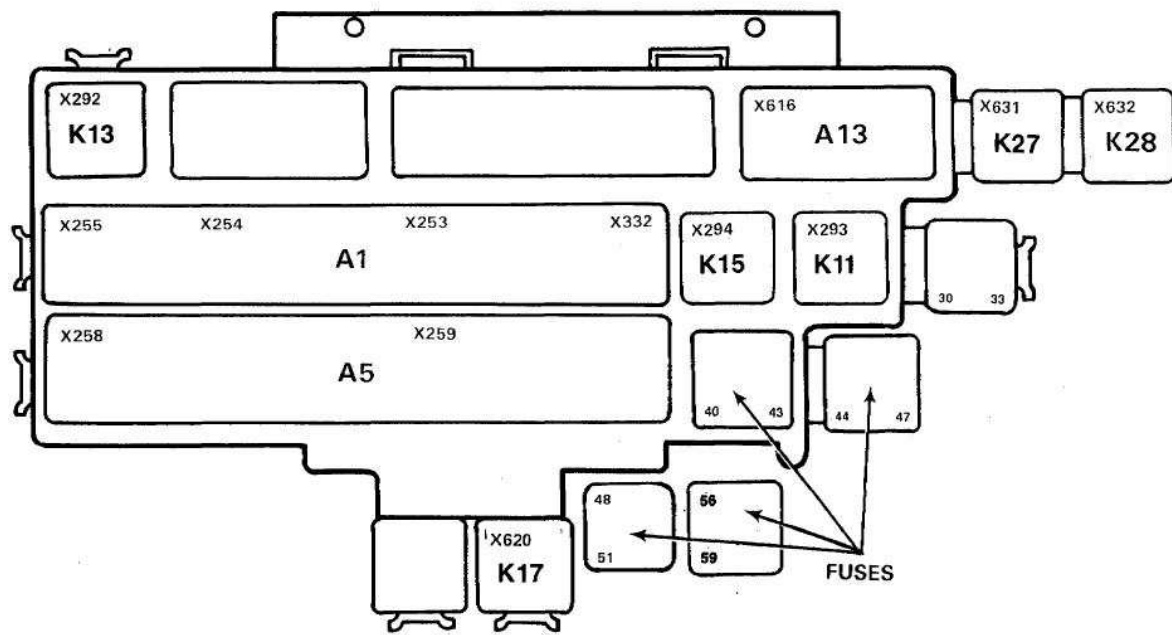 X292
K13
X616
A13
X631
K27
X632
K28
X255 X254 X253 X332
A1
X294
K15
X293
K11
30 33
X258 X259
A5
40 43
44 47
48
51
56
59
X620
K17
FUSES